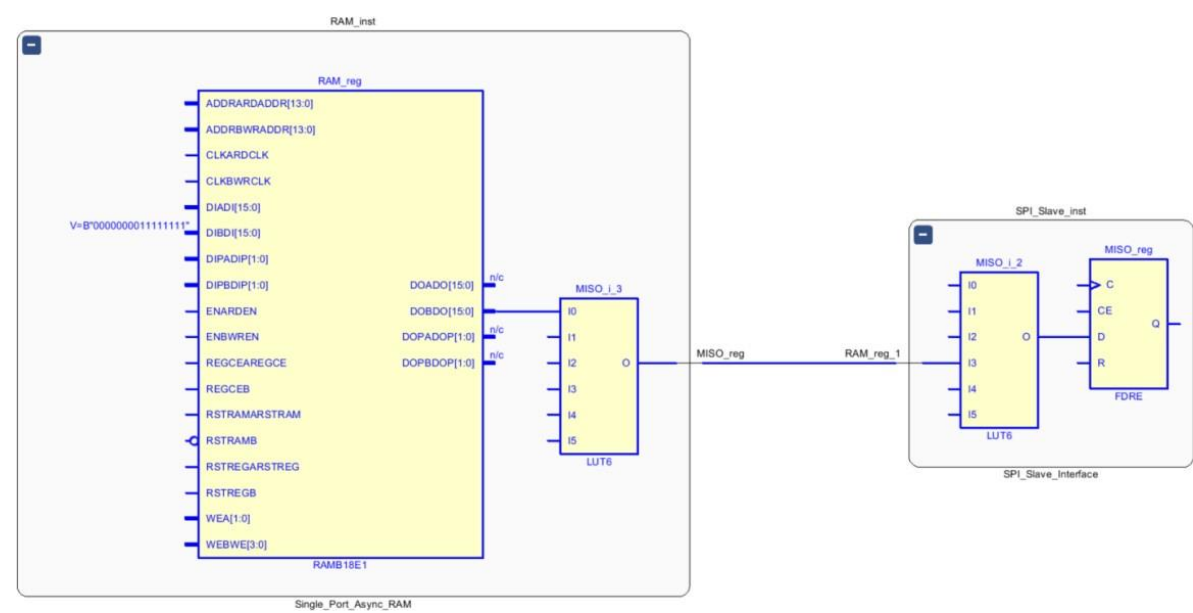 RAM_inst
RAM_reg
ADDRARDADDR[13:0]
ADDRBWRADDR[13:0]
CLKARDCLK
CLKBWRCLK
DIADI[15:0]
V=B"0000000011111111"
DIBDI[15:0]
DIPADIP[1:0]
DIPBDIP[1:0]
ENARDEN
ENBWREN
REGCEAREGCE
REGCEB
RSTRAMARSTRAM
RSTRAMB
RSTREGARSTREG
RSTREGB
WEA[1:0]
WEBWE[3:0]
DOADO[15:0]
n/c
DOBDO[15:0]
DOPADOP[1:0]
n/c
DOPBDOP[1:0]
n/c
RAMB18E1
MISO_i_3
I0
I1
I2
I3
I4
I5
O
LUT6
Single_Port_Async_RAM
MISO_reg
RAM_reg_1
SPI_Slave_inst
MISO_i_2
I0
I1
I2
I3
I4
I5
O
LUT6
MISO_reg
C
CE
D
R
Q
FDRE
SPI_Slave_Interface